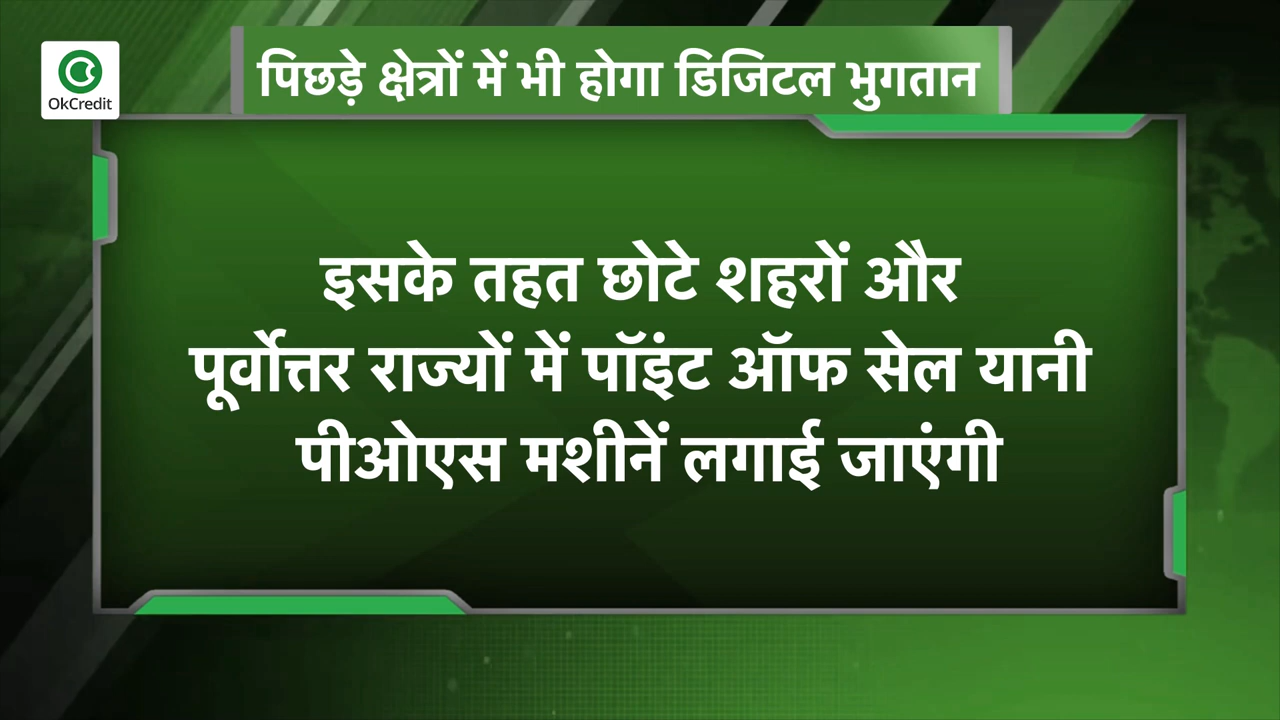 पिछड़े क्षेत्रों में भी होगा डिजिटल भुगतान
OkCredit
इसके तहत छोटे शहरों और
पूर्वोत्तर राज्यों में पॉइंट ऑफ सेल यानी
पीओएस मशीनें लगाई जाएंगी